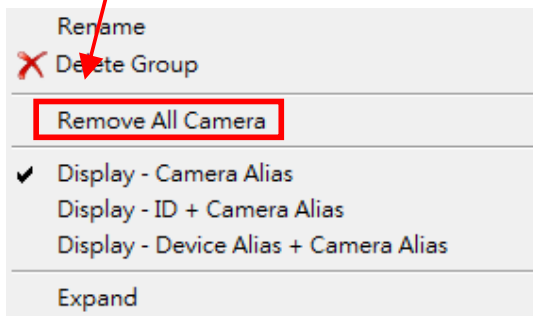 Rename
Delete Group
Remove All Camera
Display - Camera Alias
Display - ID + Camera Alias
Display - Device Alias + Camera Alias
Expand